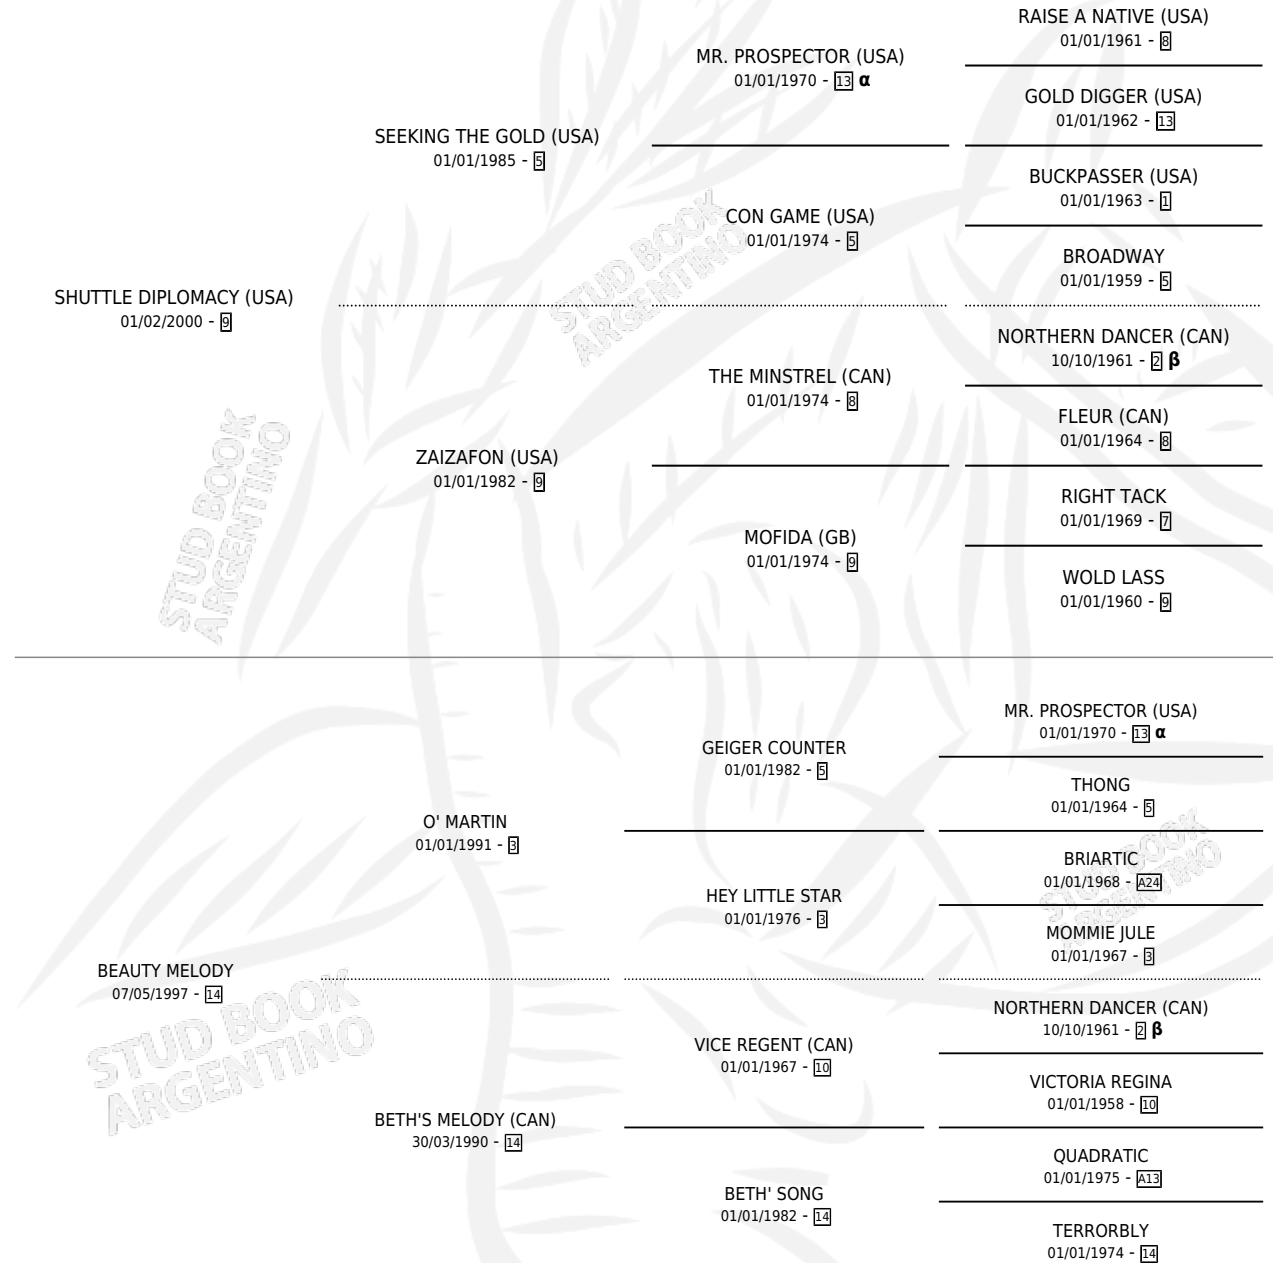 RAISE A NATIVE (USA)
01/01/1961 - 8
MR. PROSPECTOR (USA)
01/01/1970 - 13 α
GOLD DIGGER (USA)
01/01/1962 - 13
SEEKING THE GOLD (USA)
01/01/1985 - 5
BUCKPASSER (USA)
01/01/1963 - 1
CON GAME (USA)
01/01/1974 - 5
BROADWAY
01/01/1959 - 5
STUD BOOK
ARGENTINO
SHUTTLE DIPLOMACY (USA)
01/02/2000 - 9
NORTHERN DANCER (CAN)
10/10/1961 - 2 β
THE MINSTREL (CAN)
01/01/1974 - 8
FLEUR (CAN)
01/01/1964 - 8
ZAIZAFON (USA)
01/01/1982 - 9
RIGHT TACK
01/01/1969 - 7
MOFIDA (GB)
01/01/1974 - 9
WOLD LASS
01/01/1960 - 9
STUD BOOK
ARGENTINO
MR. PROSPECTOR (USA)
01/01/1970 - 13 α
GEIGER COUNTER
01/01/1982 - 5
THONG
01/01/1964 - 5
O' MARTIN
01/01/1991 - 3
BRIARTIC
01/01/1968 - A24
HEY LITTLE STAR
01/01/1976 - 3
MOMMIE JULE
01/01/1967 - 3
STUD BOOK
ARGENTINO
BEAUTY MELODY
07/05/1997 - 14
NORTHERN DANCER (CAN)
10/10/1961 - 2 β
VICE REGENT (CAN)
01/01/1967 - 10
VICTORIA REGINA
01/01/1958 - 10
STUD BOOK
ARGENTINO
BETH'S MELODY (CAN)
30/03/1990 - 14
QUADRATIC
01/01/1975 - A13
BETH' SONG
01/01/1982 - 14
TERRORBLY
01/01/1974 - 14